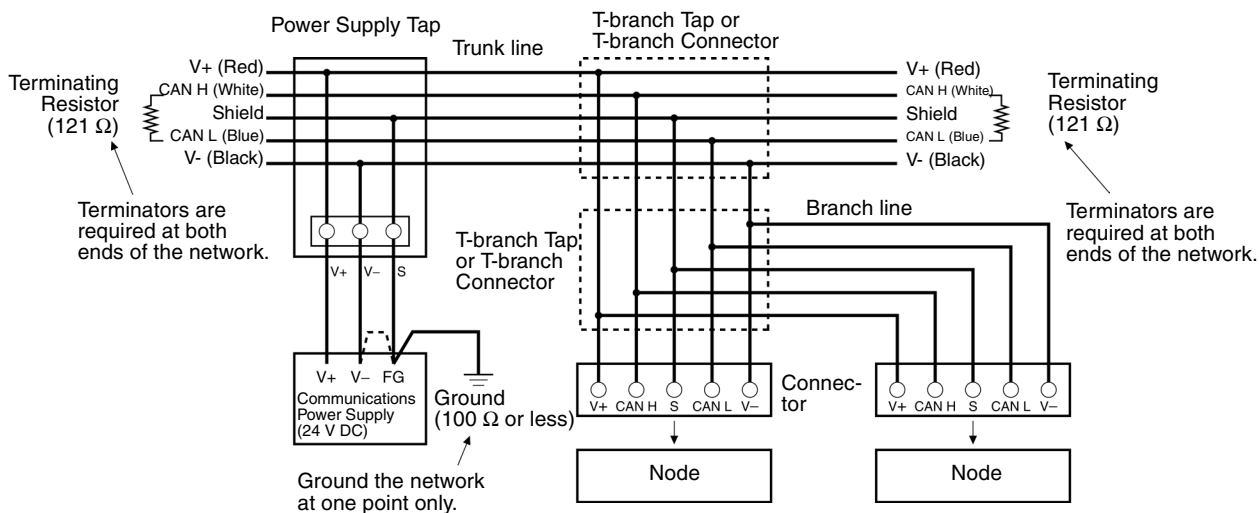 Power Supply Tap
Trunk line
T-branch Tap or
T-branch Connector
Terminating
Resistor
(121 Ω)
V+ (Red)
CAN H (White)
Shield
CAN L (Blue)
V- (Black)
V+ (Red)
CAN H (White)
Shield
CAN L (Blue)
V- (Black)
Terminating
Resistor
(121 Ω)
Terminators are
required at both
ends of the network.
T-branch Tap
or T-branch
Connector
Branch line
Terminators are
required at both
ends of the network.
V+ V– S
V+ V– FG
Communications
Power Supply
(24 V DC)
Ground
(100 Ω or less)
Ground the network
at one point only.
V+ CAN H S CAN L V–
Connec-
tor
V+ CAN H S CAN L V–
Node
Node